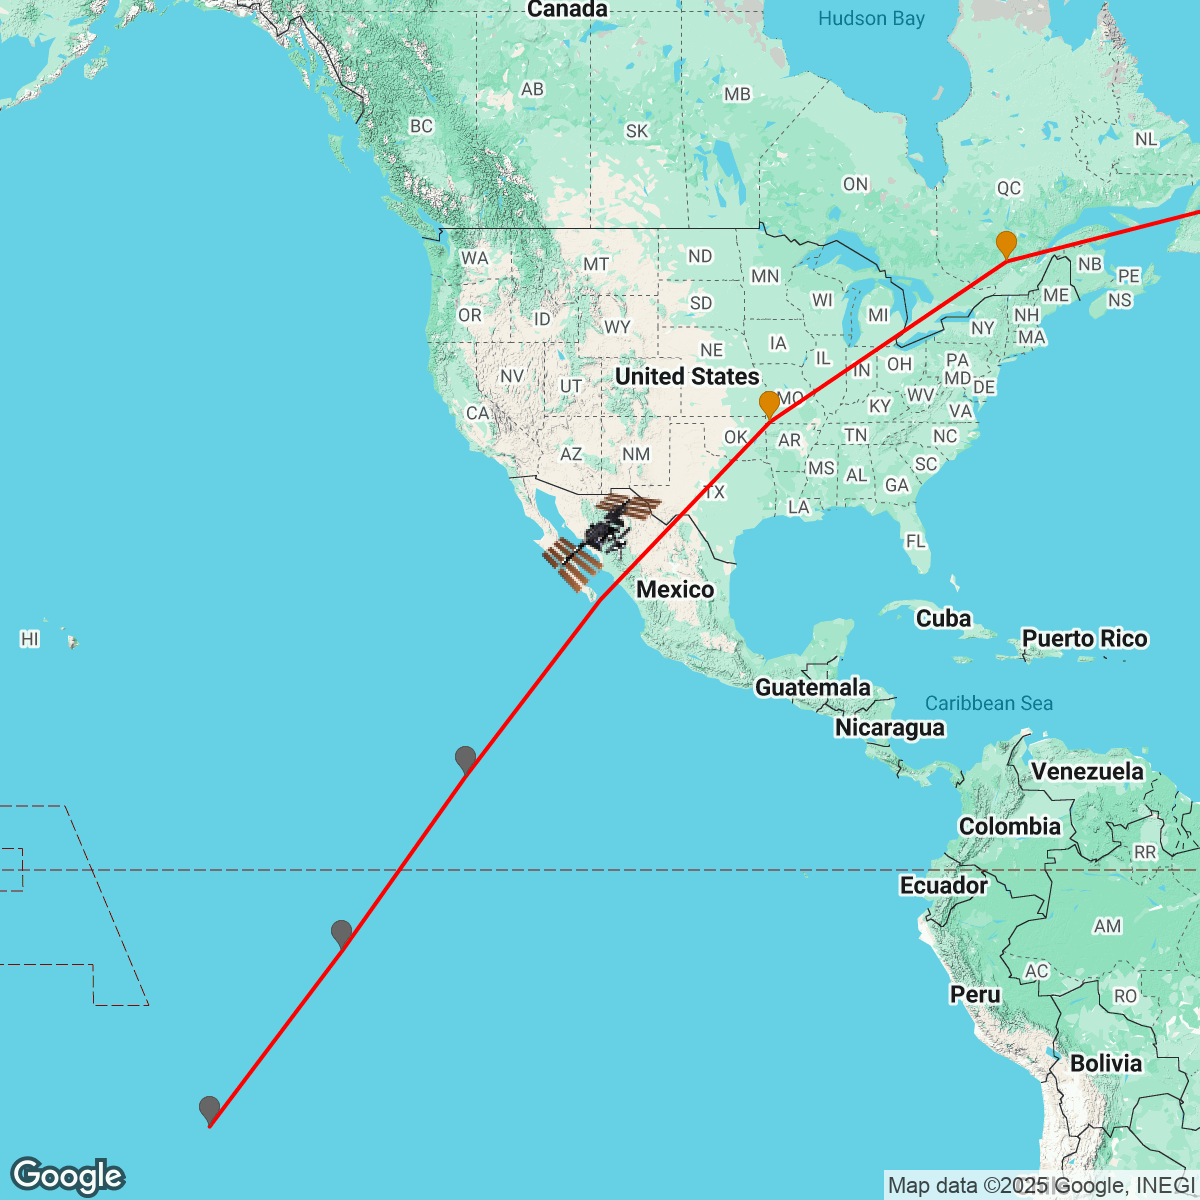 Canada
Hudson Bay
AB
MB
BC
SK
NL
ON
QC
WA
MT
ND
MN
NB
PE
OR
ID
WY
SD
WI
MI
ME
NS
NH
NY
MA
NV
UT
NE
IA
IL
IN
OH
PA
MD
DE
United States
CA
MO
KY
WV
VA
AZ
NM
OK
AR
TN
NC
SC
MS
AL
GA
TX
LA
FL
Mexico
Cuba
Puerto Rico
HI
Guatemala
Caribbean Sea
Nicaragua
Venezuela
Colombia
RR
Ecuador
AM
AC
Peru
RO
Bolivia
Google
Map data ©2025 Google, INEGI